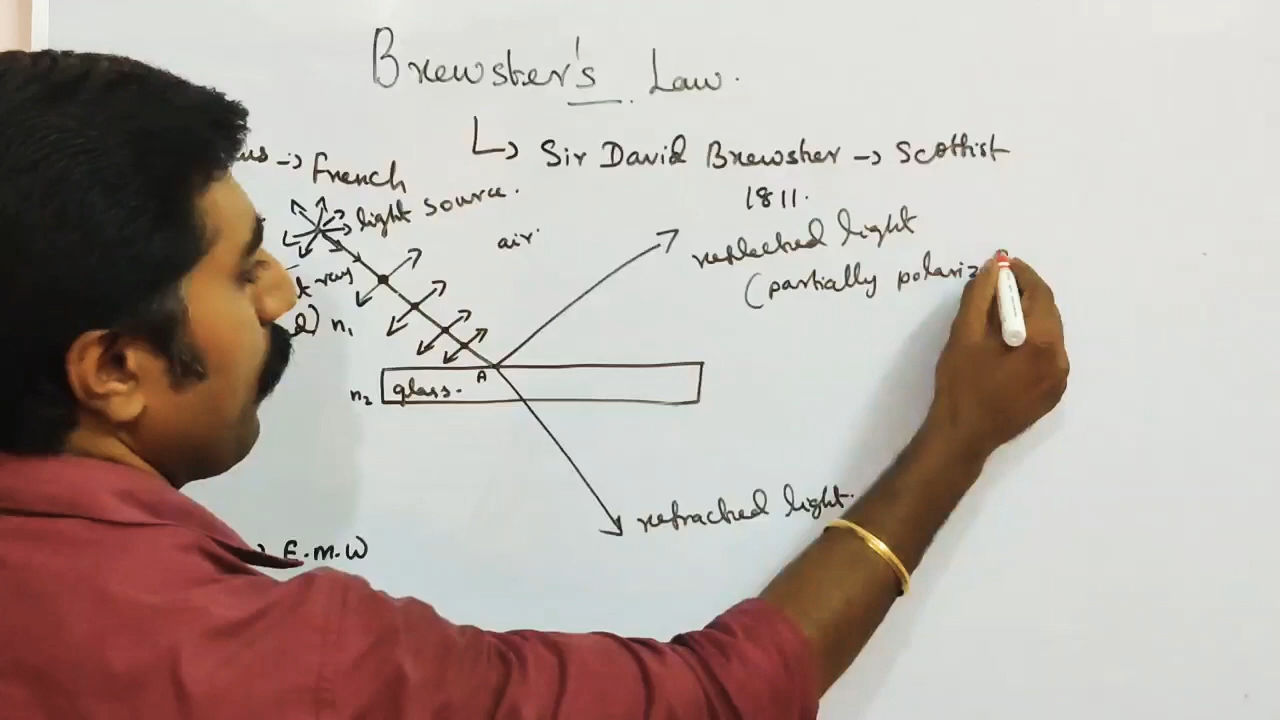 Brewster's Law.
Sir David Brewster → Scottist
1811.
→ French
light source.
air
reflected light
(partially polariz
ray
n₁
A
n₂ glass.
refracted light.
E.M.W